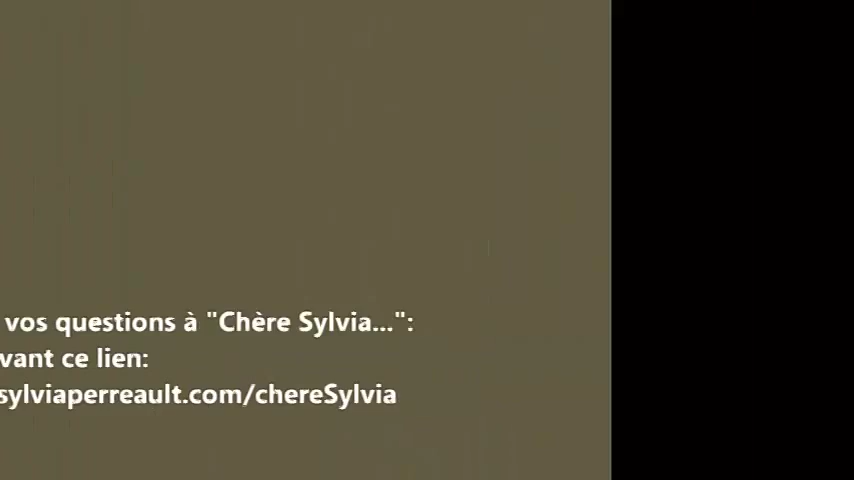 vos questions à "Chère Sylvia...":
vant ce lien:
sylviaperreault.com/chereSylvia